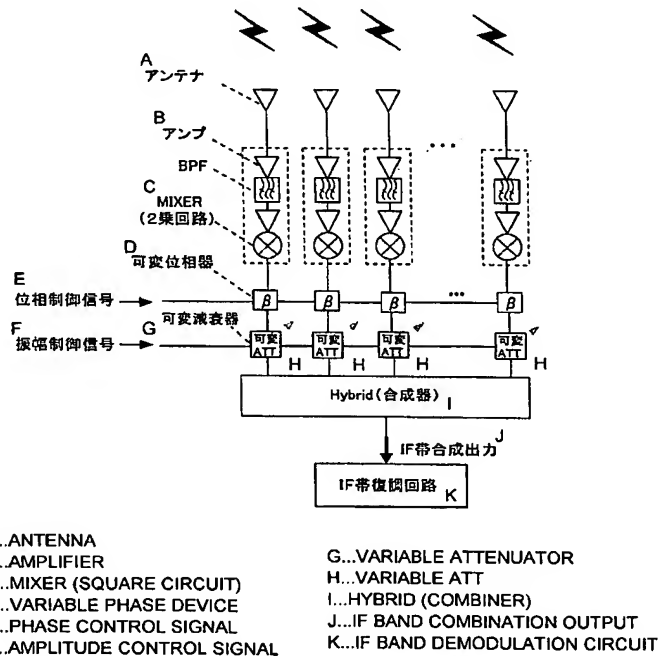 A
アンテナ
B
アンプ
BPF
C
MIXER
(2乗回路)
D
可変位相器
E
位相制御信号
β β β ... β
F
G
可変減衰器
振幅制御信号
可変 可変 可変 可変
ATT ATT ATT ATT
H H H H
Hybrid(合成器) I
J
IF帯合成出力
IF帯復調回路 K
..ANTENNA
..AMPLIFIER
..MIXER (SQUARE CIRCUIT)
..VARIABLE PHASE DEVICE
..PHASE CONTROL SIGNAL
..AMPLITUDE CONTROL SIGNAL
G...VARIABLE ATTENUATOR
H...VARIABLE ATT
I...HYBRID (COMBINER)
J...IF BAND COMBINATION OUTPUT
K...IF BAND DEMODULATION CIRCUIT